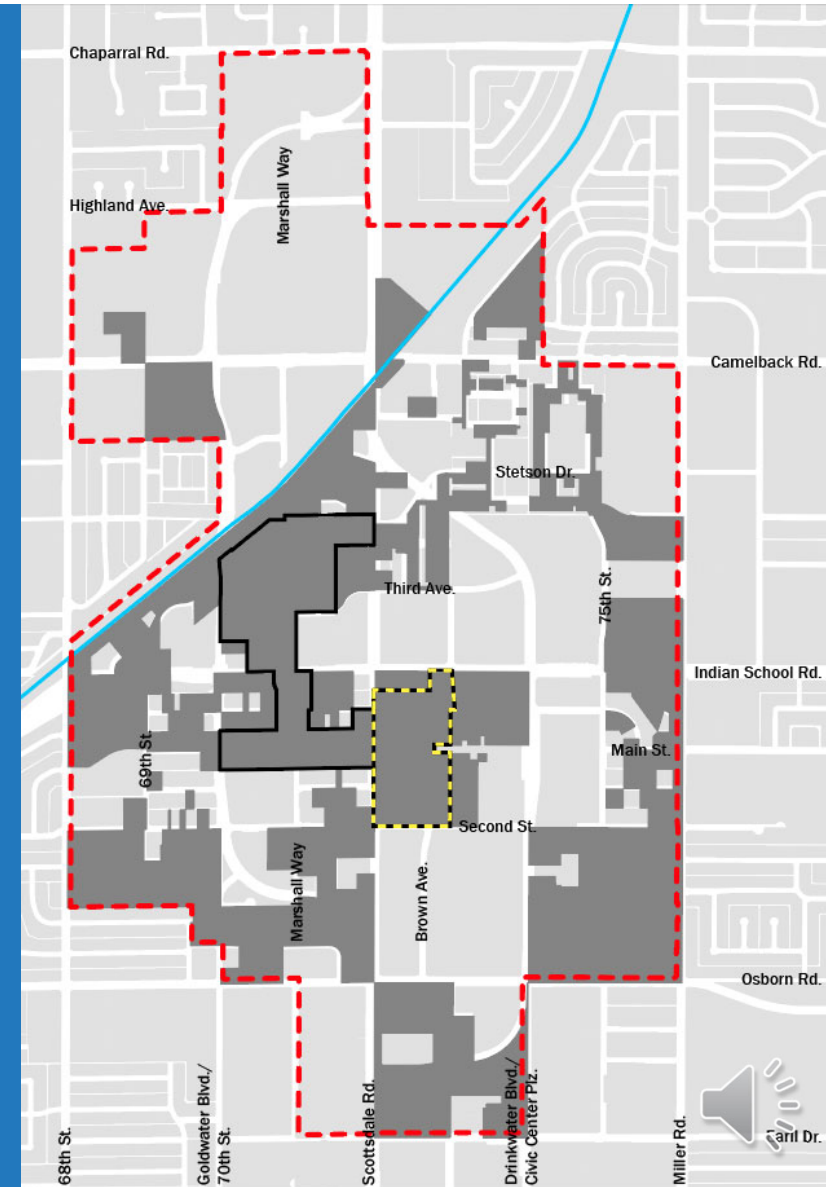 Chaparral Rd.
Marshall Way
Highland Ave.
Camelback Rd.
Stetson Dr.
Third Ave.
75th St.
Indian School Rd.
69th St.
Main St.
Second St.
Marshall Way
Brown Ave.
Osborn Rd.
68th St.
Goldwater Blvd./
70th St.
Scottsdale Rd.
Drinkwater Blvd./
Civic Center Plz.
Miller Rd.
Earll Dr.